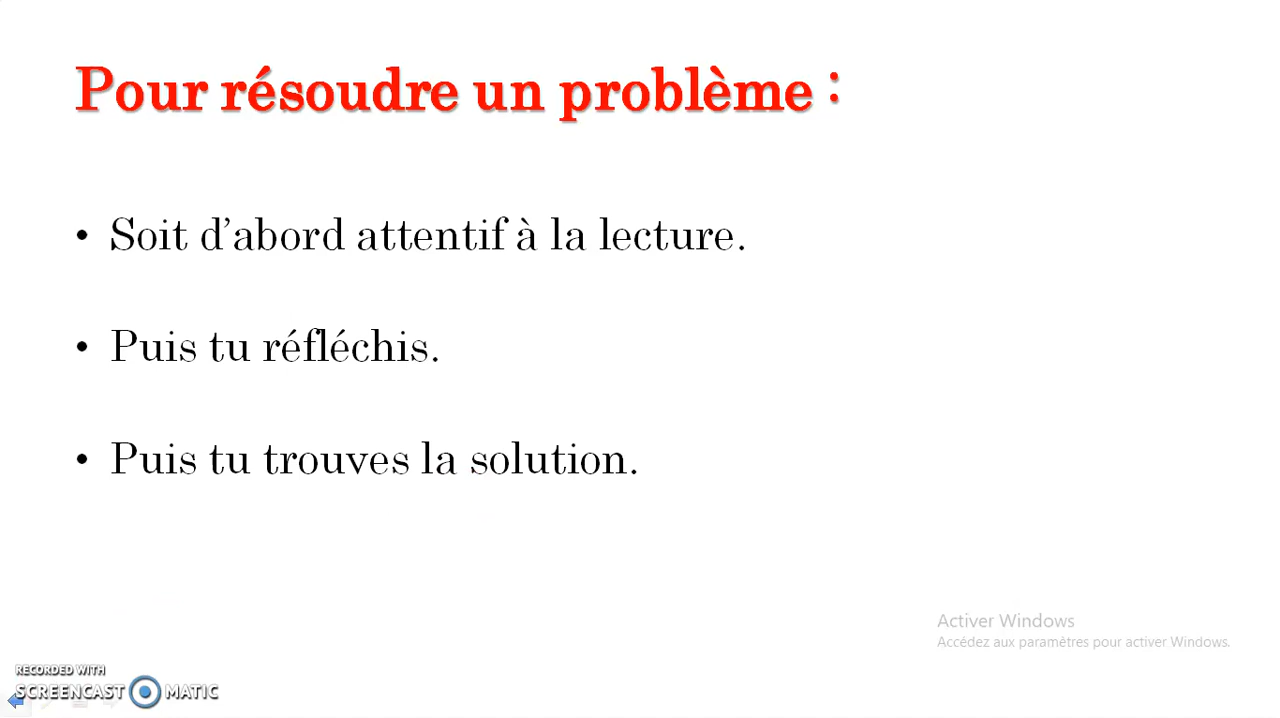 Pour résoudre un problème :
• Soit d’abord attentif à la lecture.
• Puis tu réfléchis.
• Puis tu trouves la solution.
Activer Windows
Accédez aux paramètres pour activer Windows.
RECORDED WITH
SCREENCAST MATIC